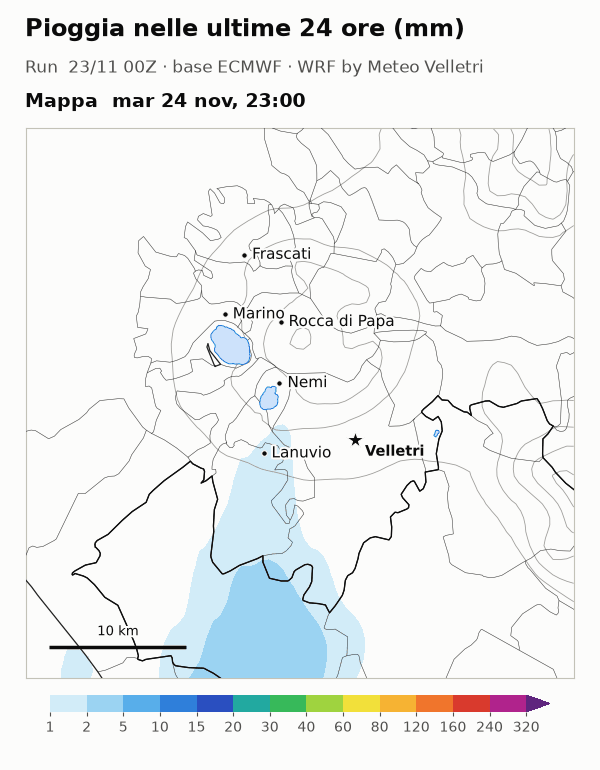 Pioggia nelle ultime 24 ore (mm)
Run  23/11 00Z · base ECMWF · WRF by Meteo Velletri
Mappa  mar 24 nov, 23:00
Frascati
Marino
Rocca di Papa
Nemi
Velletri
Lanuvio
10 km
1 2 5 10 15 20 30 40 60 80 120 160 240 320